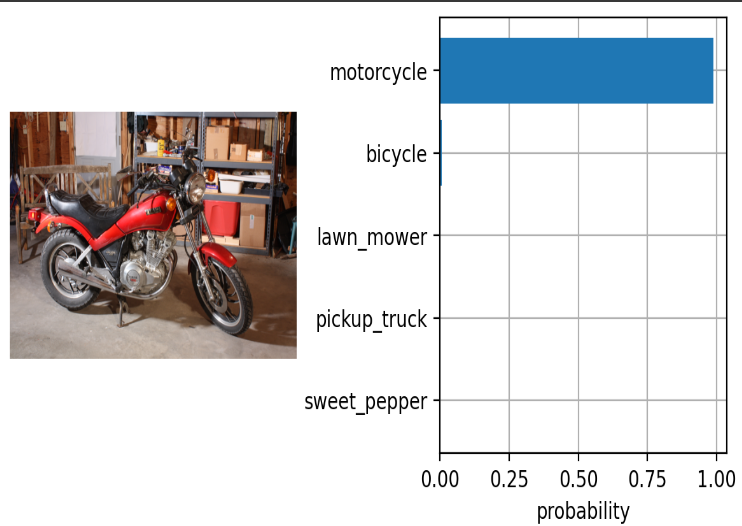 motorcycle
bicycle
lawn_mower
pickup_truck
sweet_pepper
0.00 0.25 0.50 0.75 1.00
probability